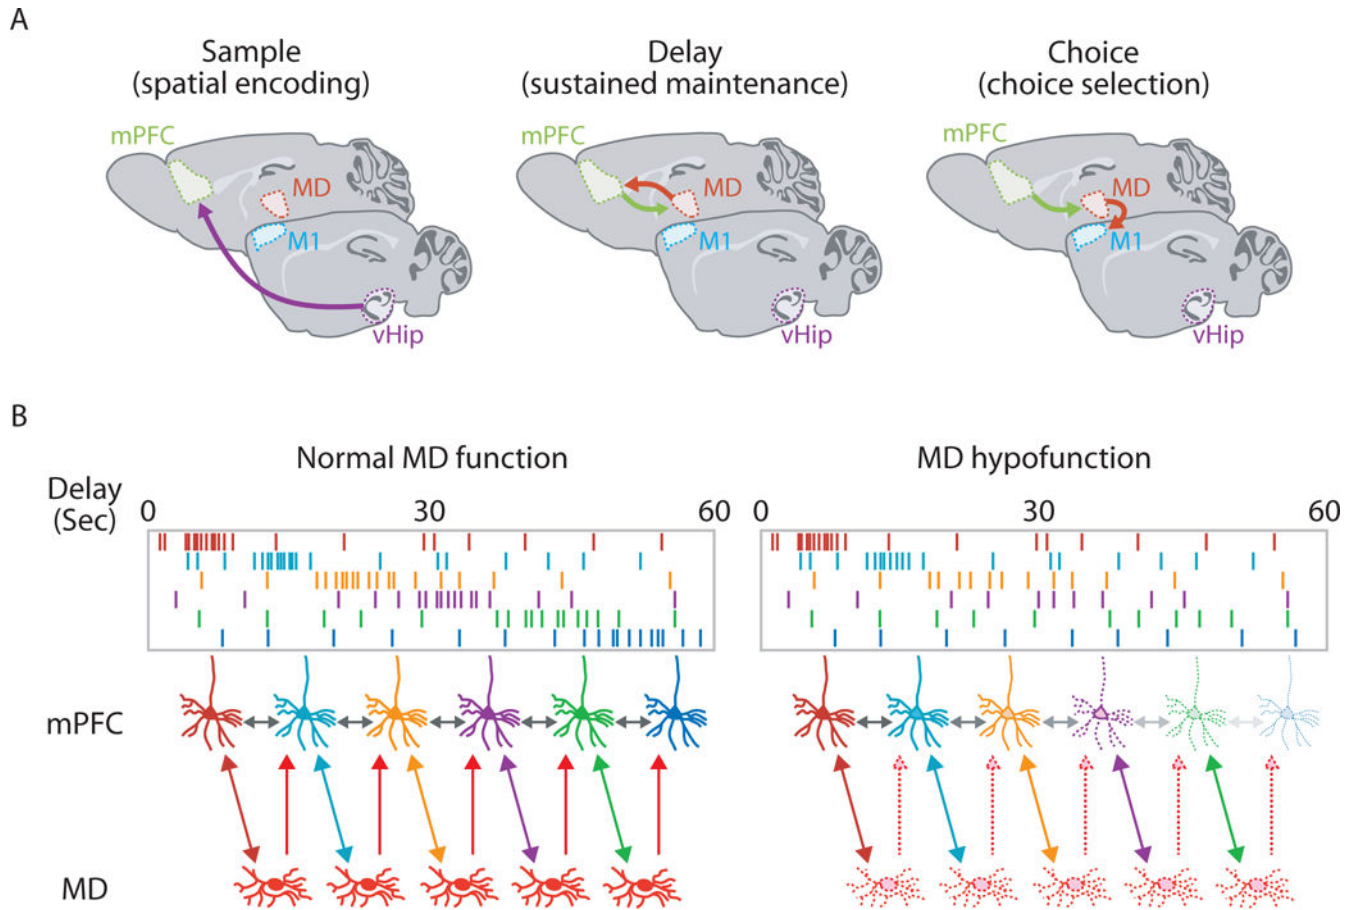 A
Sample
(spatial encoding)
Delay
(sustained maintenance)
Choice
(choice selection)
mPFC
MD
M1
vHip
mPFC
MD
M1
vHip
mPFC
MD
M1
vHip
B
Normal MD function
MD hypofunction
Delay
(Sec)
0 30 60
0 30 60
mPFC
MD